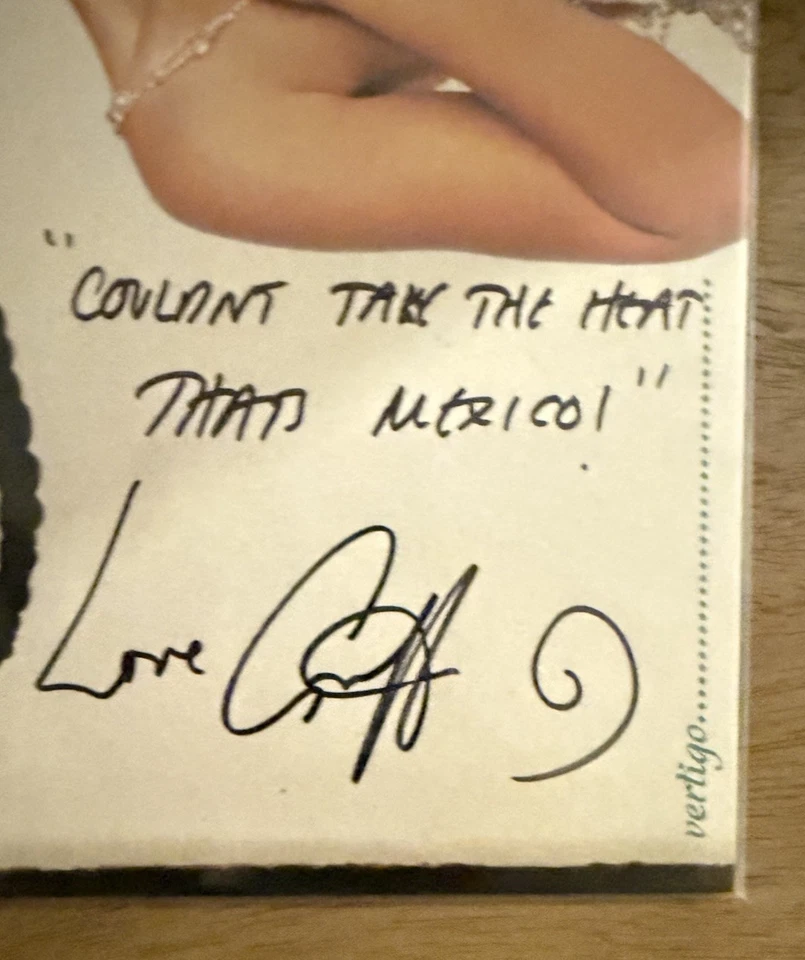 "COULDNT TAKE THE HEAT
THATS MEXICO!"
Love
vertigo